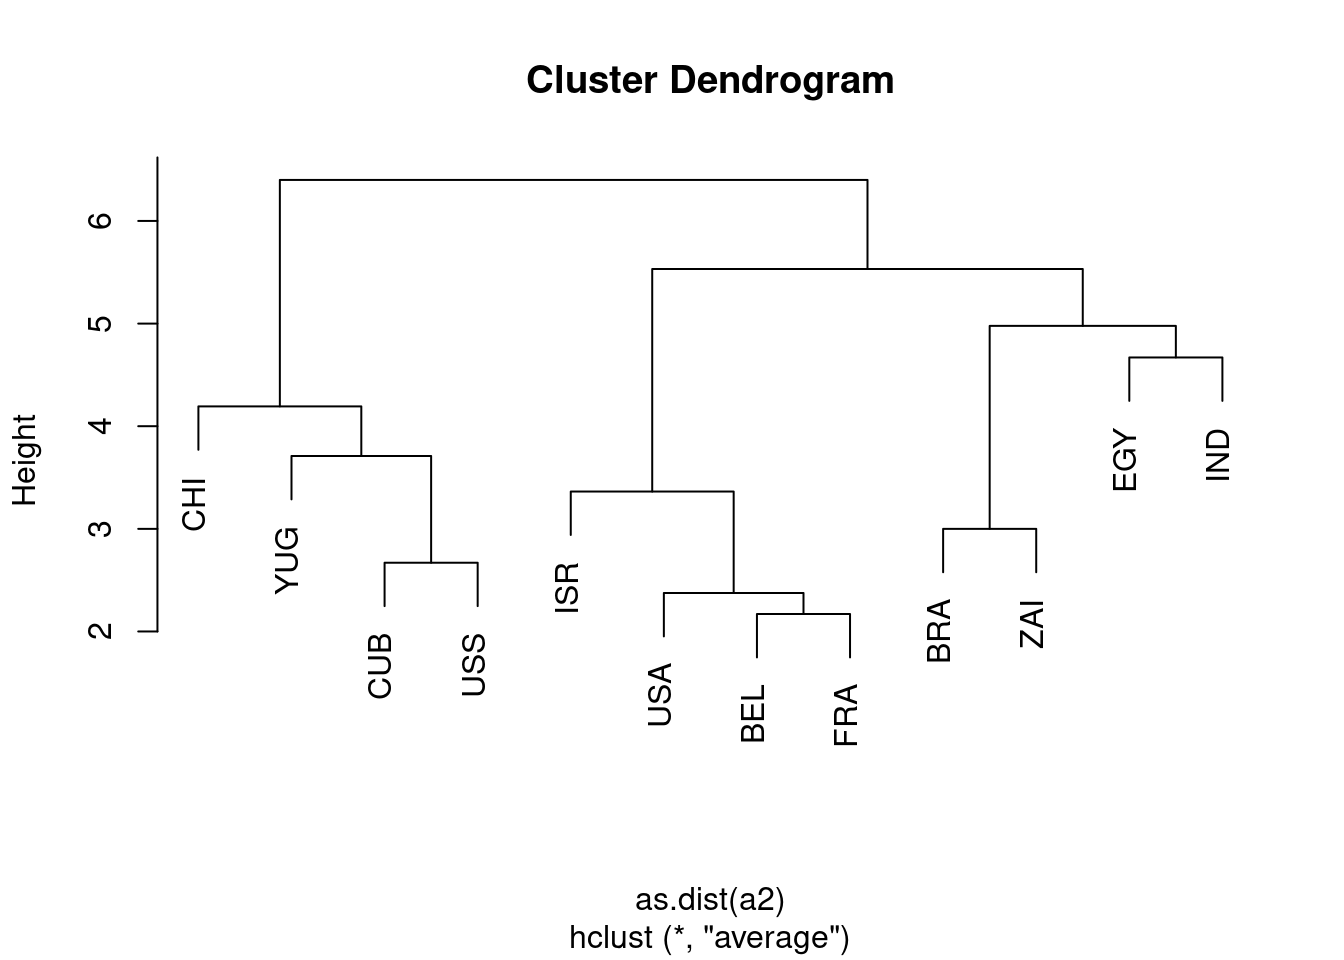 Cluster Dendrogram
Height
6
5
4
3
2
CHI
YUG
CUB
USS
ISR
USA
BEL
FRA
BRA
ZAI
EGY
IND
as.dist(a2)
hclust (*, "average")